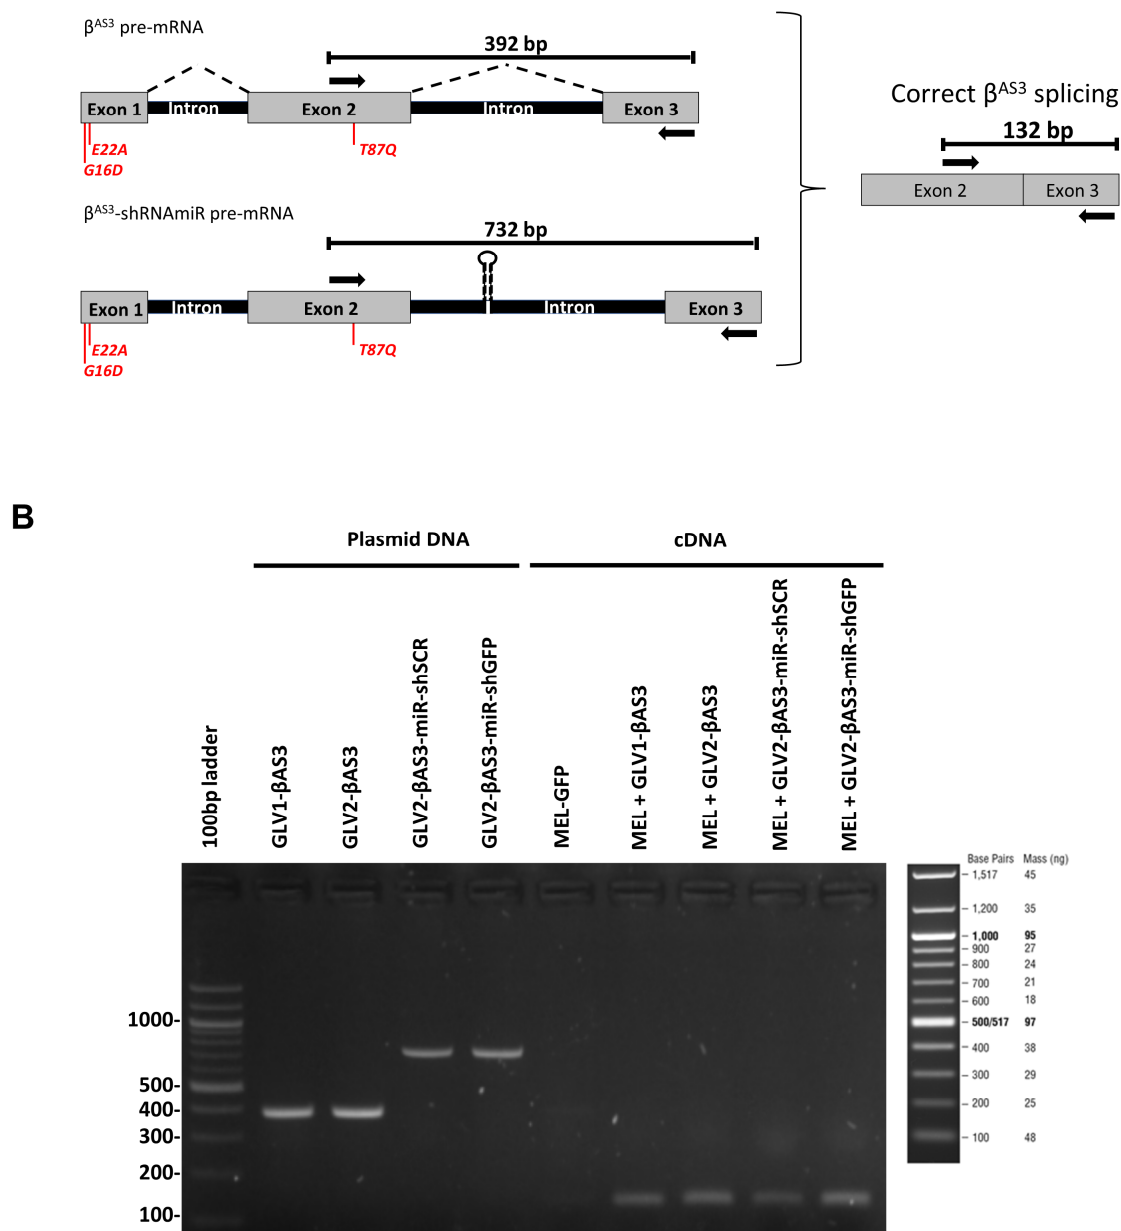 β^AS3 pre-mRNA
392 bp
Exon 1 Intron Exon 2 Intron Exon 3
E22A
G16D
T87Q
Correct β^AS3 splicing
132 bp
Exon 2 Exon 3
β^AS3-shRNAmiR pre-mRNA
732 bp
Exon 1 Intron Exon 2 Intron Exon 3
E22A
G16D
T87Q
B
Plasmid DNA cDNA
100bp ladder
GLV1-βAS3
GLV2-βAS3
GLV2-βAS3-miR-shSCR
GLV2-βAS3-miR-shGFP
MEL-GFP
MEL + GLV1-βAS3
MEL + GLV2-βAS3
MEL + GLV2-βAS3-miR-shSCR
MEL + GLV2-βAS3-miR-shGFP
1000-
500-
400-
300-
200-
100-
Base Pairs Mass (ng)
1,517 45
1,200 35
1,000 95
900 27
800 24
700 21
600 18
500/517 97
400 38
300 29
200 25
100 48